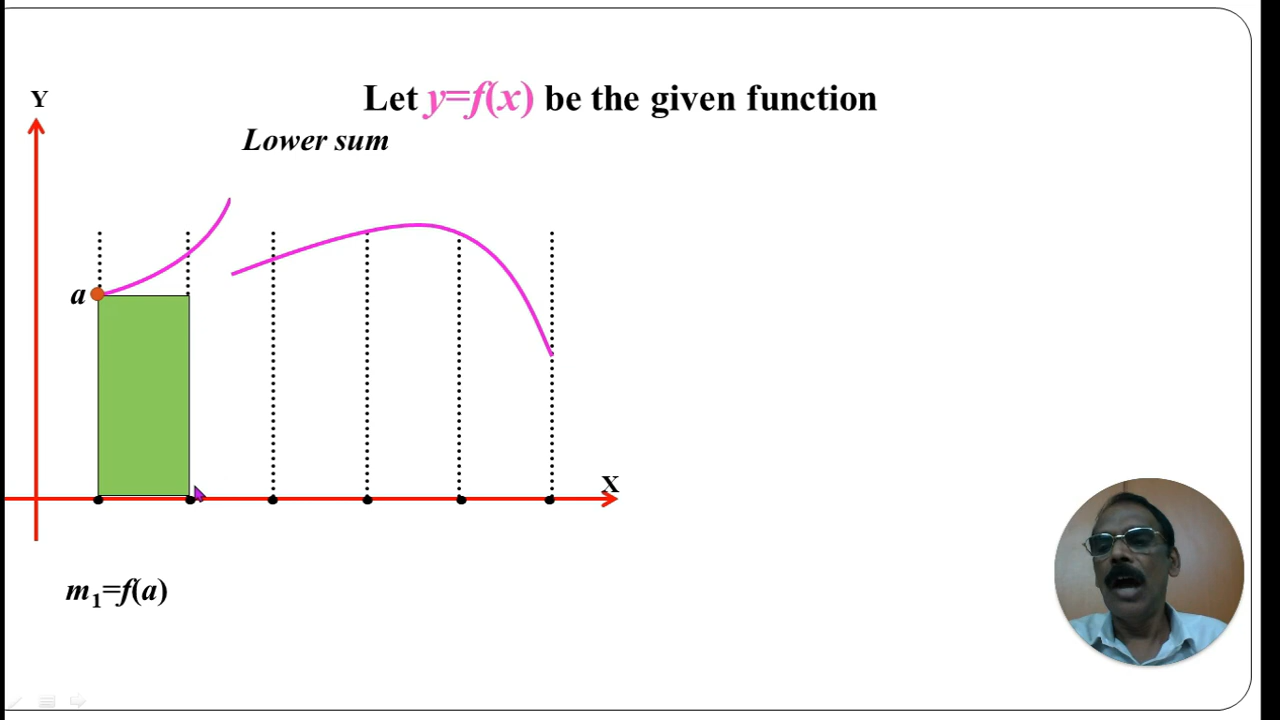 Let y=f(x) be the given function
Y
Lower sum
a
X
m₁=f(a)